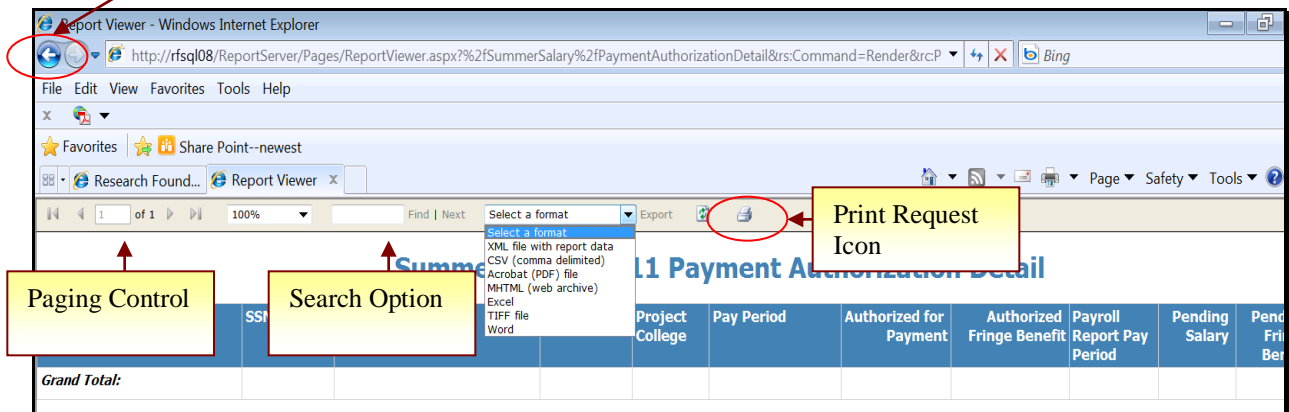 Report Viewer - Windows Internet Explorer
http://rfsql08/ReportServer/Pages/ReportViewer.aspx?%2fSummerSalary%2fPaymentAuthorizationDetail&rs:Command=Render&rc:P
Bing
File Edit View Favorites Tools Help
x
Favorites Share Point--newest
Research Found... Report Viewer x
Page Safety Tools
1 of 1 100% Find | Next Select a format Export
Select a format
XML file with report data
CSV (comma delimited)
Acrobat (PDF) file
MHTML (web archive)
Excel
TIFF file
Word
Print Request
Icon
Paging Control
Search Option
11 Payment Detail
Project College
Pay Period
Authorized for Payment
Authorized Fringe Benefit
Payroll Report Pay Period
Pending Salary
Grand Total: